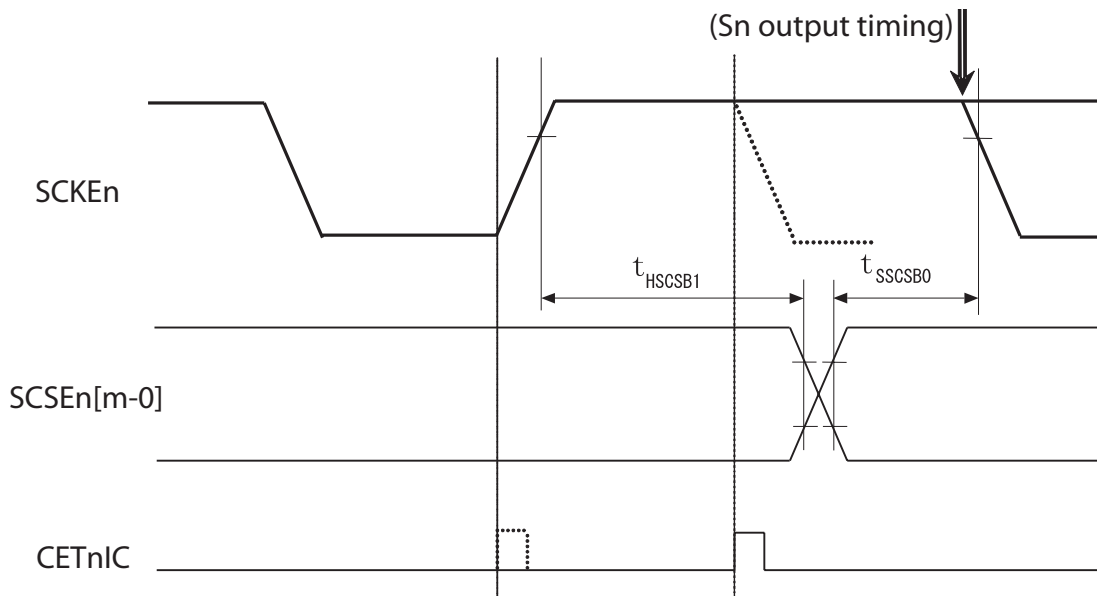 (Sn output timing)
SCKEn
tHSCSB1
tSSCSB0
SCSEn[m-0]
CETnIC